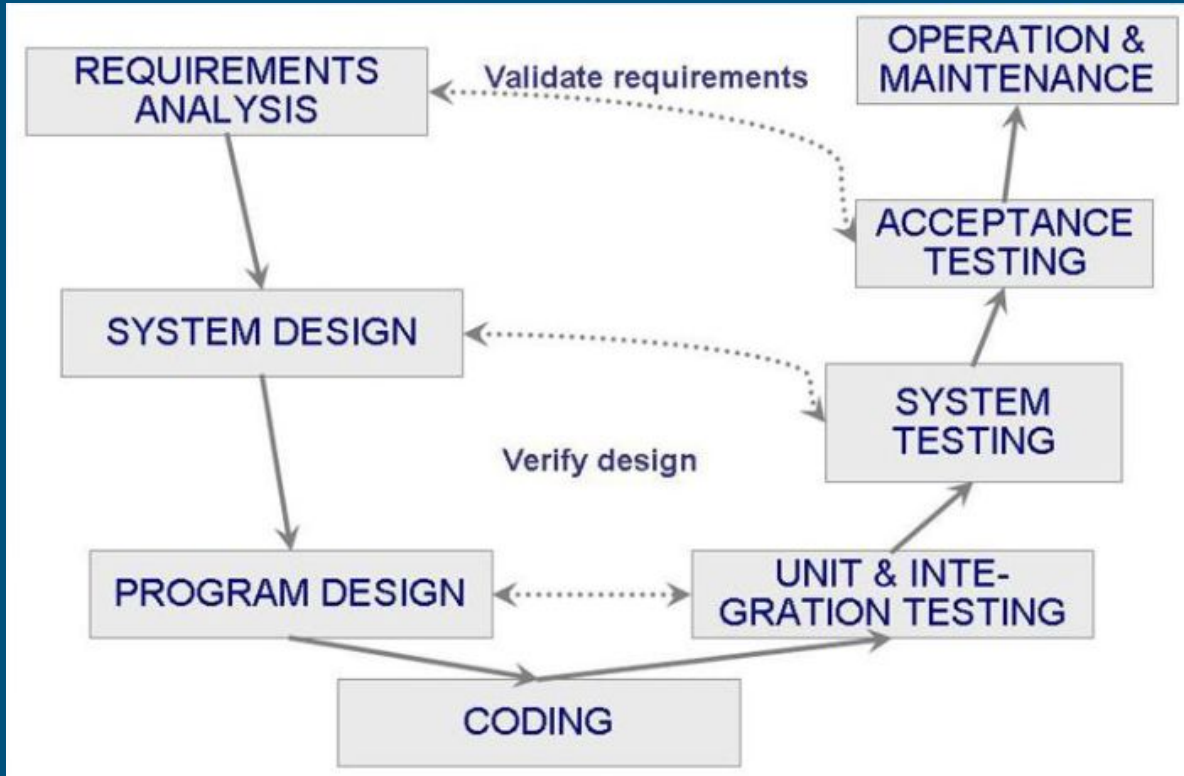 REQUIREMENTS
ANALYSIS
Validate requirements
OPERATION &
MAINTENANCE
ACCEPTANCE
TESTING
SYSTEM DESIGN
SYSTEM
TESTING
Verify design
PROGRAM DESIGN
UNIT & INTE-
GRATION TESTING
CODING